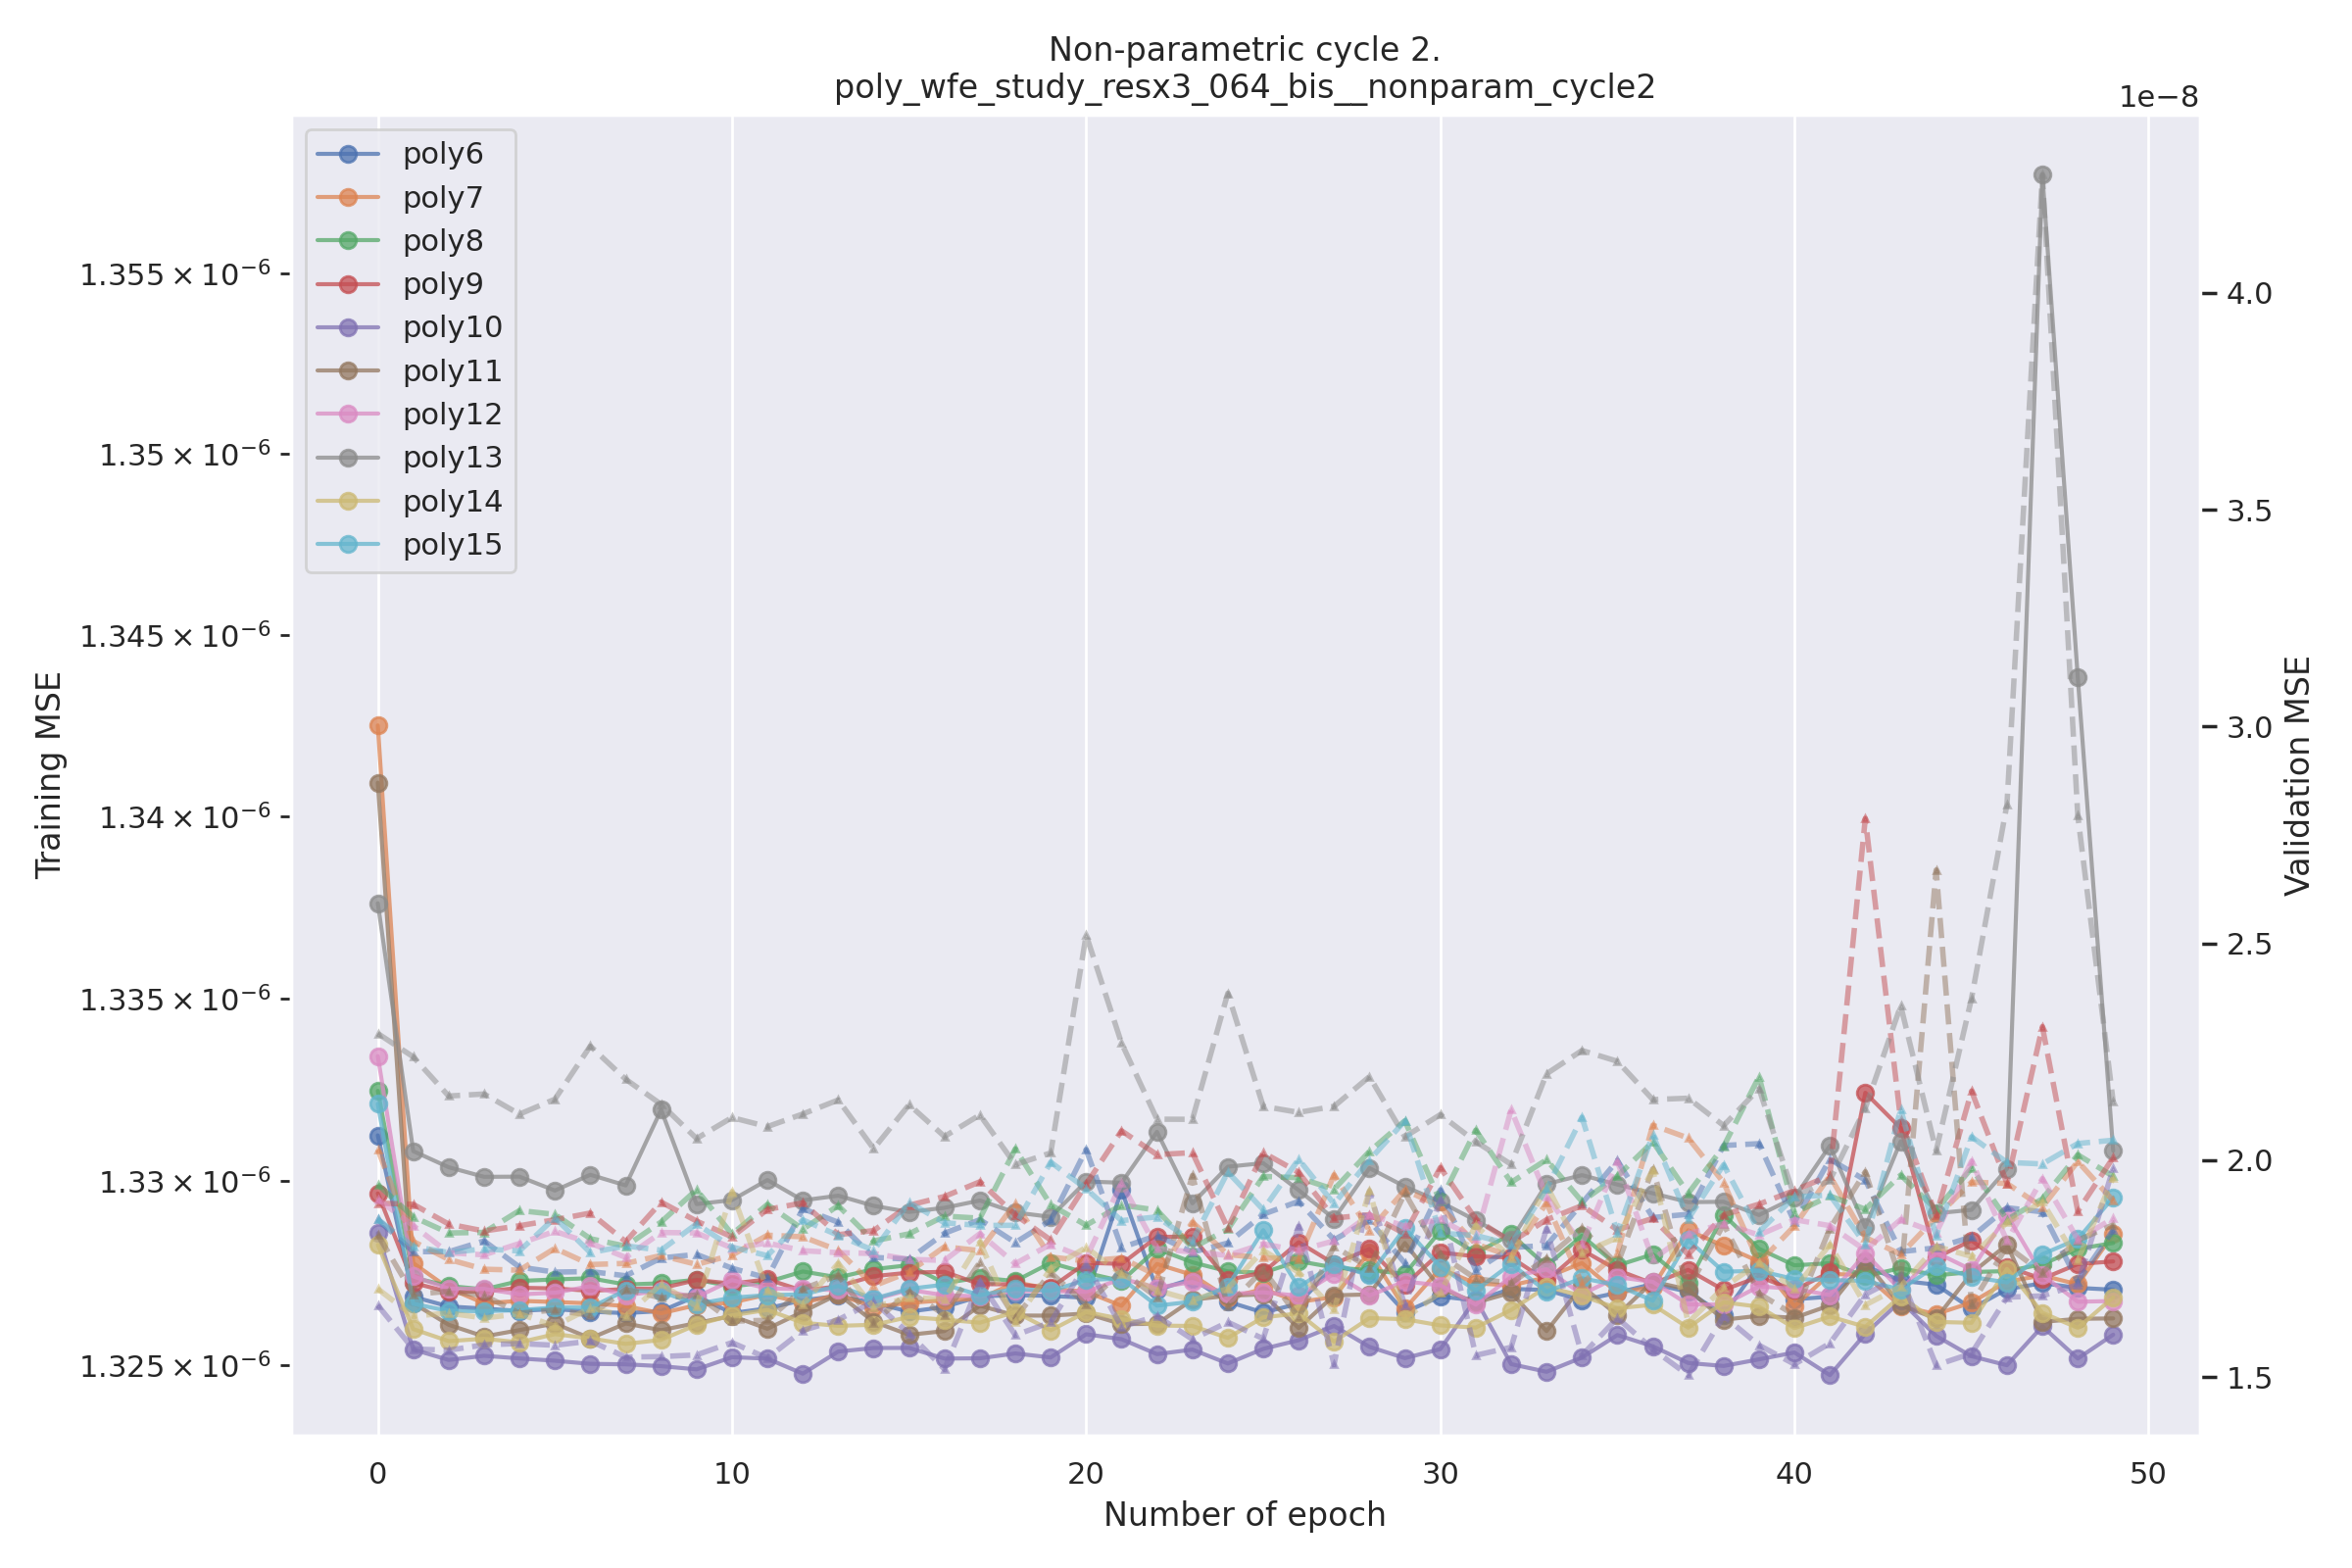 Non-parametric cycle 2.
poly_wfe_study_resx3_064_bis__nonparam_cycle2
1e−8
poly6
poly7
poly8
poly9
poly10
poly11
poly12
poly13
poly14
poly15
1.355 × 10⁻⁶
1.35 × 10⁻⁶
1.345 × 10⁻⁶
1.34 × 10⁻⁶
1.335 × 10⁻⁶
1.33 × 10⁻⁶
1.325 × 10⁻⁶
Training MSE
4.0
3.5
3.0
2.5
2.0
1.5
Validation MSE
0 10 20 30 40 50
Number of epoch